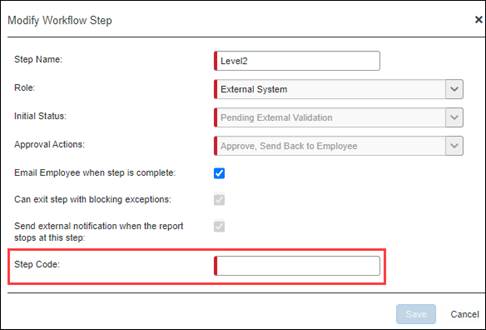 Modify Workflow Step
Step Name: Level2
Role: External System
Initial Status: Pending External Validation
Approval Actions: Approve, Send Back to Employee
Email Employee when step is complete:
Can exit step with blocking exceptions:
Send external notification when the report
stops at this step:
Step Code:
Save Cancel